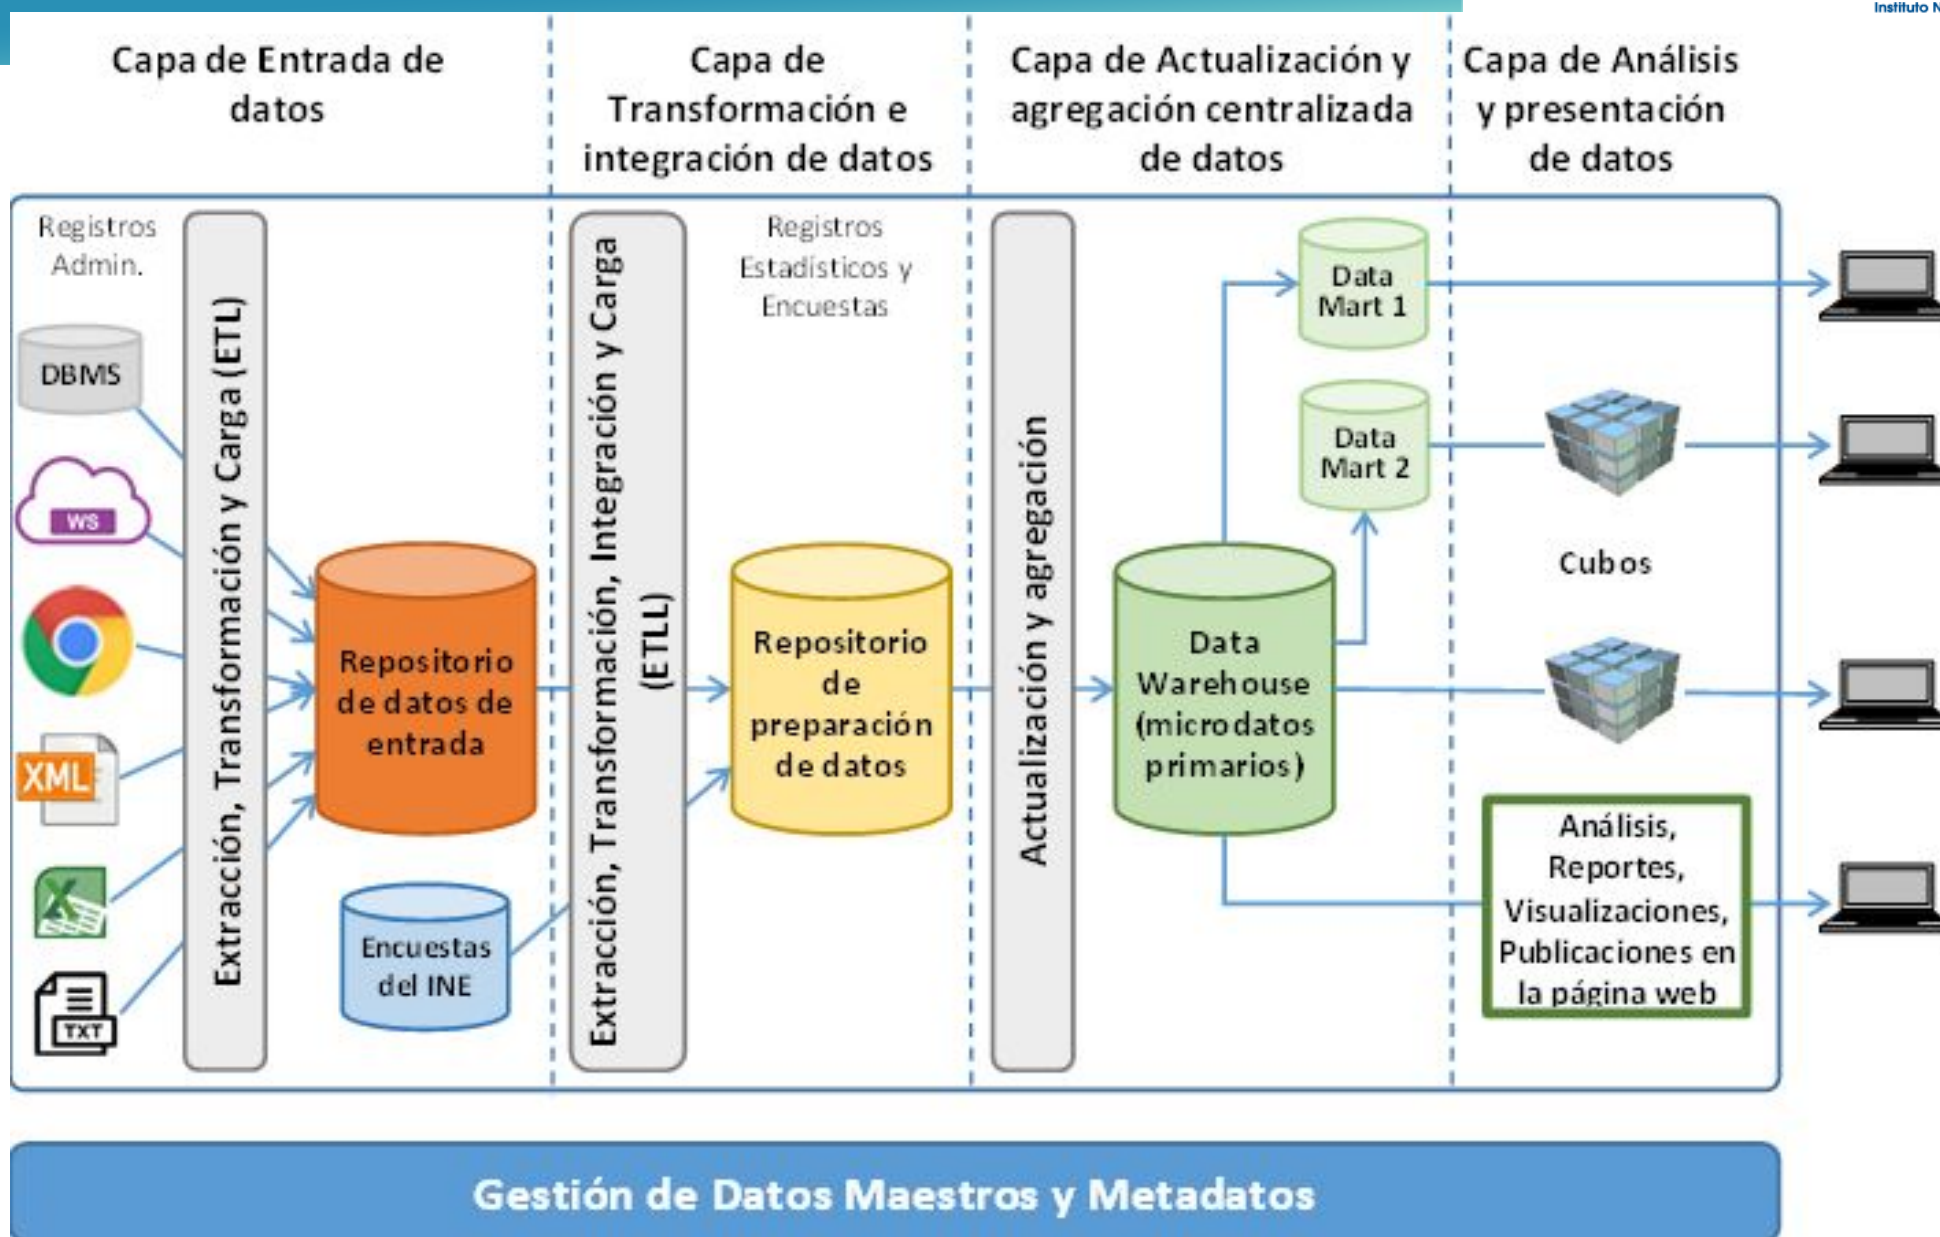 Instituto N
Capa de Entrada de
datos
Capa de
Transformación e
integración de datos
Capa de Actualización y
agregación centralizada
de datos
Capa de Análisis
y presentación
de datos
Registros
Admin.
DBMS
WS
XML
TXT
Extracción, Transformación y Carga (ETL)
Repositorio
de datos de
entrada
Encuestas
del INE
Extracción, Transformación, Integración y Carga
(ETLL)
Registros
Estadísticos y
Encuestas
Repositorio
de
preparación
de datos
Actualización y agregación
Data
Mart 1
Data
Mart 2
Data
Warehouse
(microdatos
primarios)
Cubos
Análisis,
Reportes,
Visualizaciones,
Publicaciones en
la página web
Gestión de Datos Maestros y Metadatos